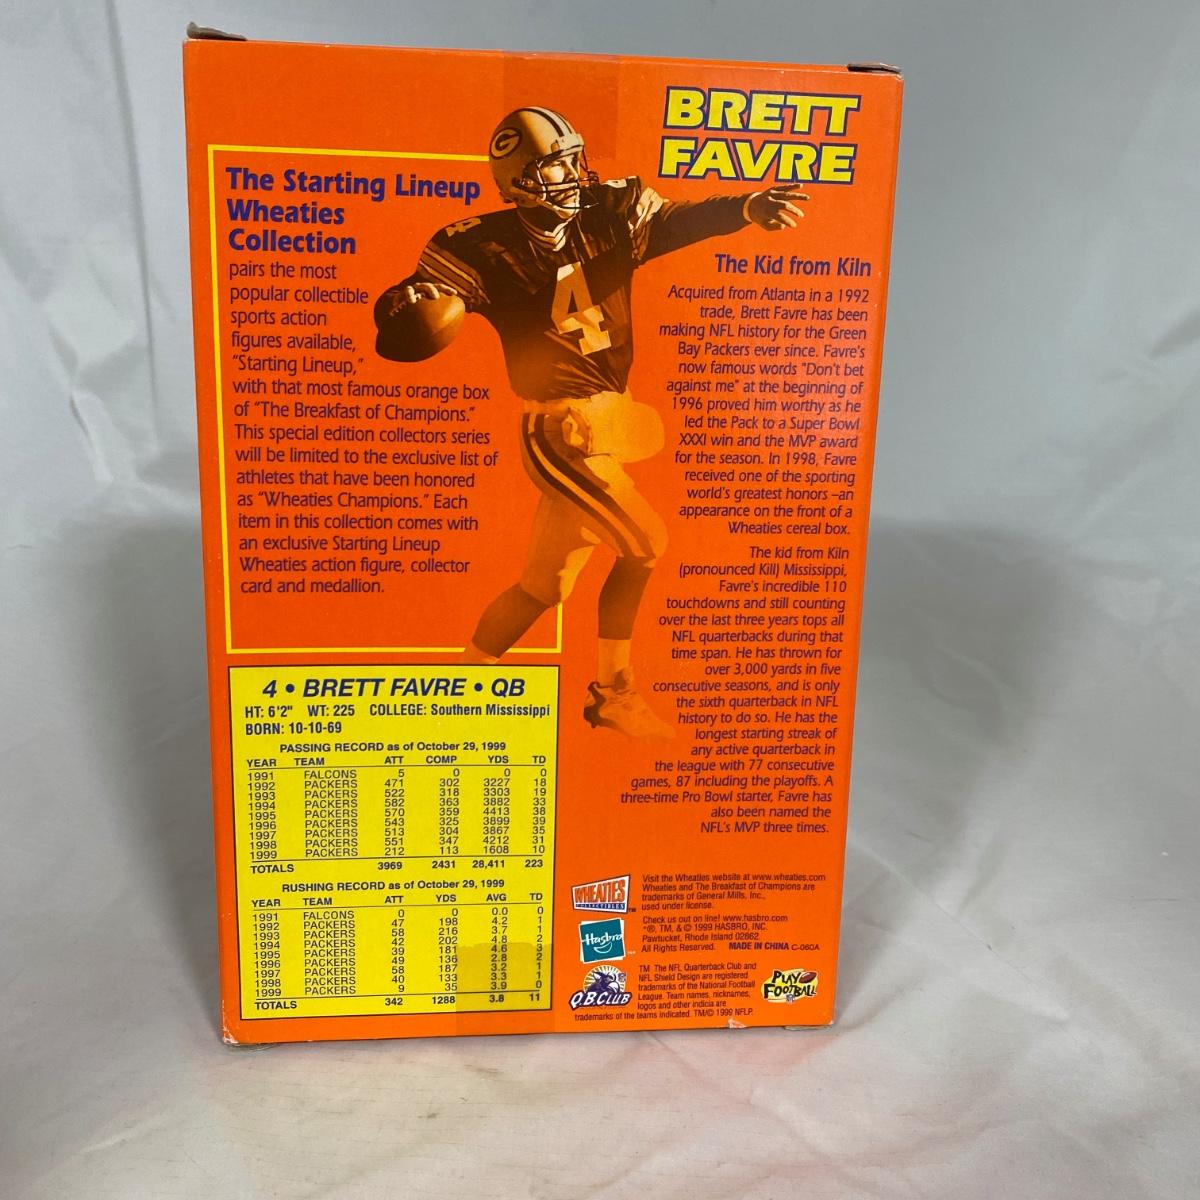 BRETT
FAVRE
The Starting Lineup
Wheaties
Collection
pairs the most
popular collectible
sports action
figures available,
"Starting Lineup,"
with that most famous orange box
of "The Breakfast of Champions."
This special edition collectors series
will be limited to the exclusive list of
athletes that have been honored
as "Wheaties Champions." Each
item in this collection comes with
an exclusive Starting Lineup
Wheaties action figure, collector
card and medallion.
G
4
4
4
The Kid from Kiln
Acquired from Atlanta in a 1992
trade, Brett Favre has been
making NFL history for the Green
Bay Packers ever since. Favre's
now famous words "Don't bet
against me" at the beginning of
1996 proved him worthy as he
led the Pack to a Super Bowl
XXXI win and the MVP award
for the season. In 1998, Favre
received one of the sporting
world's greatest honors –an
appearance on the front of a
Wheaties cereal box.
The kid from Kiln
(pronounced Kill) Mississippi,
Favre's incredible 110
touchdowns and still counting
over the last three years tops all
NFL quarterbacks during that
time span. He has thrown for
over 3,000 yards in five
consecutive seasons, and is only
the sixth quarterback in NFL
history to do so. He has the
longest starting streak of
any active quarterback in
the league with 77 consecutive
games, 87 including the playoffs. A
three-time Pro Bowl starter, Favre has
also been named the
NFL's MVP three times.
4 • BRETT FAVRE • QB
HT: 6'2" WT: 225 COLLEGE: Southern Mississippi
BORN: 10-10-69
PASSING RECORD as of October 29, 1999
YEAR TEAM ATT COMP YDS TD
1991 FALCONS 5 0 0 0
1992 PACKERS 471 302 3227 18
1993 PACKERS 522 318 3303 19
1994 PACKERS 582 363 3882 33
1995 PACKERS 570 359 4413 38
1996 PACKERS 543 325 3899 39
1997 PACKERS 513 304 3867 35
1998 PACKERS 551 347 4212 31
1999 PACKERS 212 113 1608 10
TOTALS 3969 2431 28,411 223
RUSHING RECORD as of October 29, 1999
YEAR TEAM ATT YDS AVG TD
1991 FALCONS 0 0 0.0 0
1992 PACKERS 47 198 4.2 1
1993 PACKERS 58 216 3.7 1
1994 PACKERS 42 202 4.8 2
1995 PACKERS 39 181 4.6 3
1996 PACKERS 49 136 2.8 2
1997 PACKERS 58 187 3.2 1
1998 PACKERS 40 133 3.3 1
1999 PACKERS 9 35 3.9 0
TOTALS 342 1288 3.8 11
WHEATIES
COLLECTIBLES
TM
Visit the Wheaties website at www.wheaties.com
Wheaties and The Breakfast of Champions are
trademarks of General Mills, Inc.,
used under license.
Hasbro
Check us out on line! www.hasbro.com
*®, TM, & © 1999 HASBRO, INC.
Pawtucket, Rhode Island 02862
All Rights Reserved. MADE IN CHINA C-060A
QB CLUB
TM The NFL Quarterback Club and
NFL Shield Design are registered
trademarks of the National Football
League. Team names, nicknames,
logos and other indicia are
trademarks of the teams indicated. TM/© 1999 NFLP.
PLAY
FOOTBALL